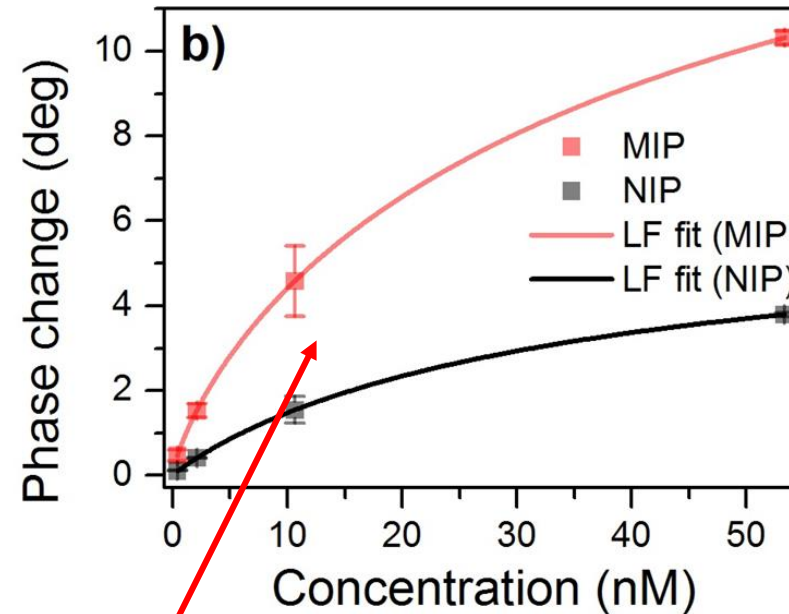 b)
Phase change (deg)
10
8
6
4
2
0
MIP
NIP
LF fit (MIP
LF fit (NIP)
0
10
20
30
40
50
Concentration (nM)